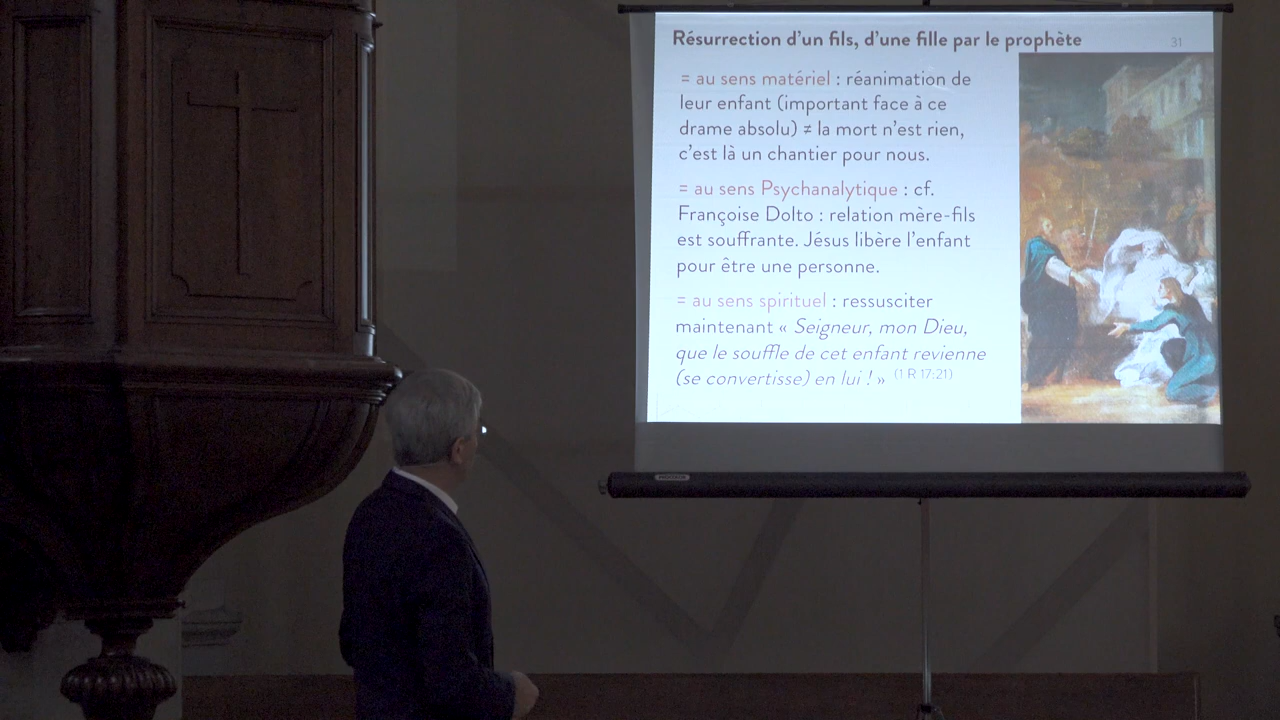 Résurrection d'un fils, d'une fille par le prophète
31
= au sens matériel : réanimation de
leur enfant (important face à ce
drame absolu) ≠ la mort n'est rien,
c'est là un chantier pour nous.
= au sens Psychanalytique : cf.
Françoise Dolto : relation mère-fils
est souffrante. Jésus libère l'enfant
pour être une personne.
= au sens spirituel : ressusciter
maintenant « Seigneur, mon Dieu,
que le souffle de cet enfant revienne
(se convertisse) en lui ! » (1 R 17:21)